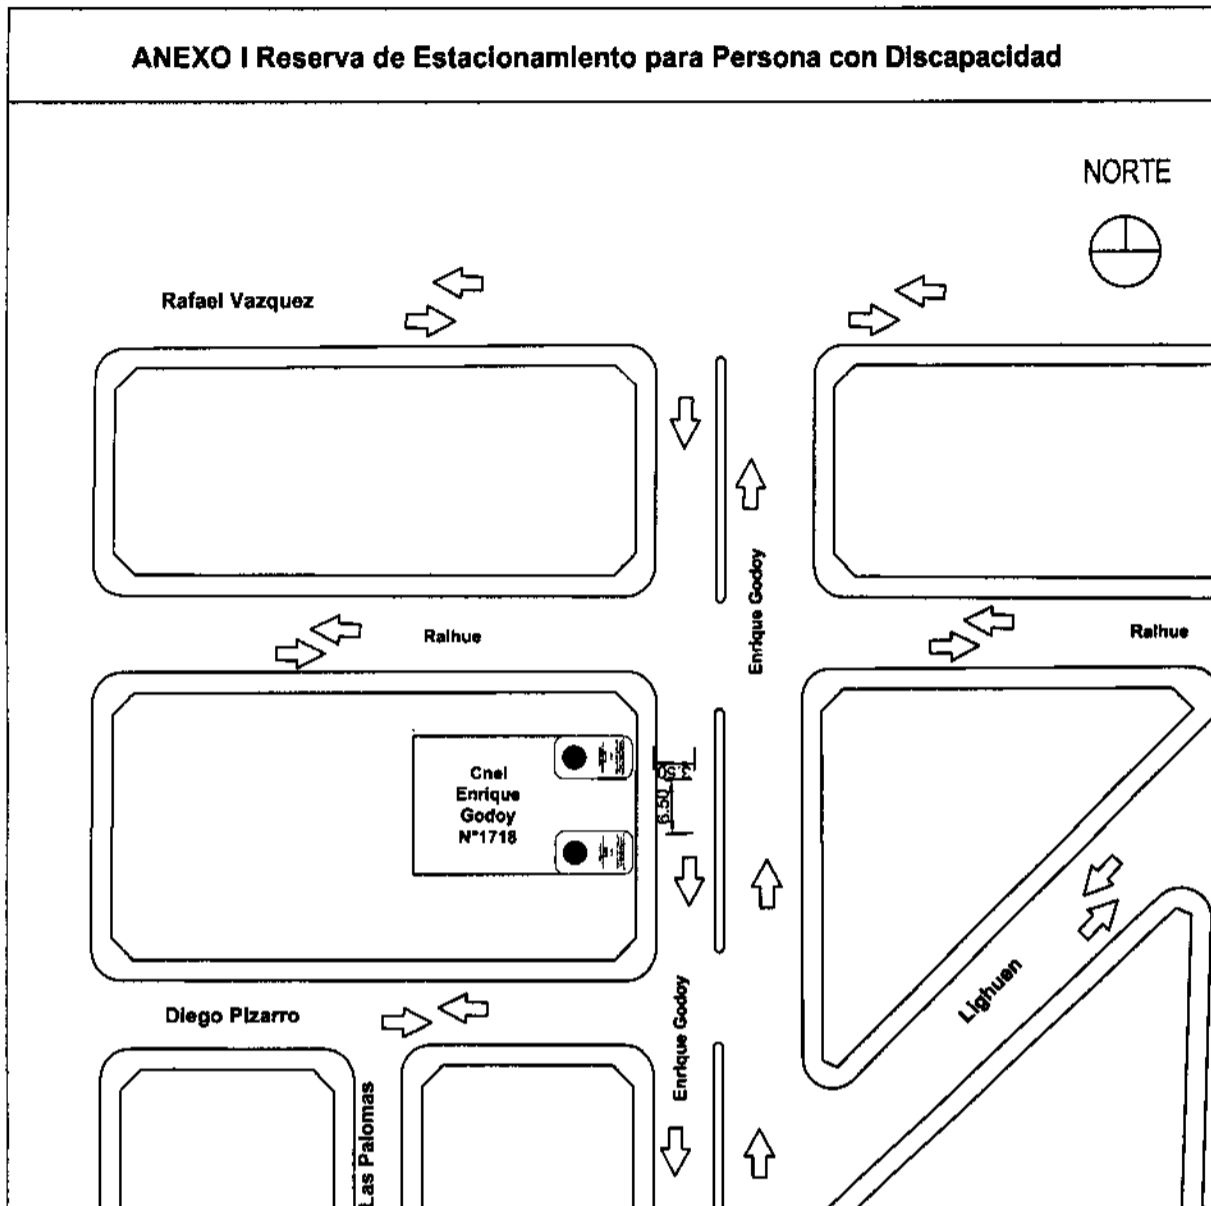 ANEXO I Reserva de Estacionamiento para Persona con Discapacidad
NORTE
Rafael Vazquez
Enrique Godoy
Ralhue
Ralhue
Cnel
Enrique
Godoy
N°1718
6.50
Lighuen
Diego Pizarro
Enrique Godoy
Las Palomas